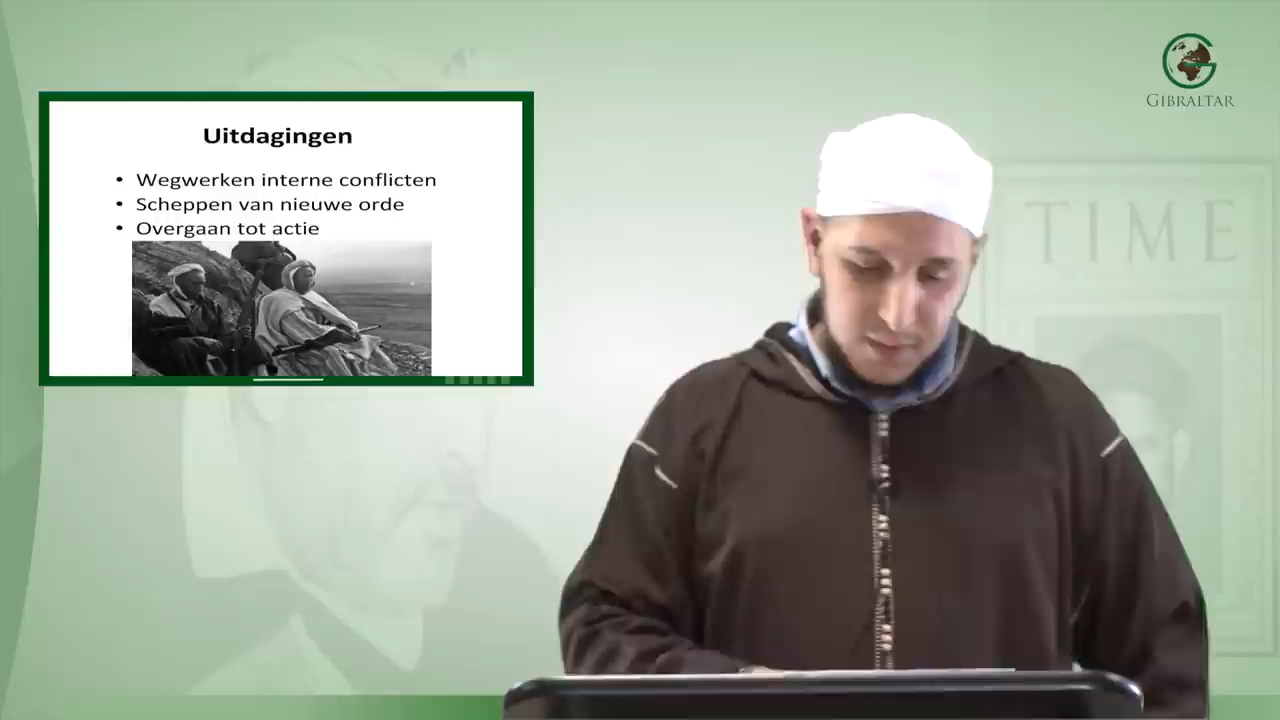 Uitdagingen
• Wegwerken interne conflicten
• Scheppen van nieuwe orde
• Overgaan tot actie
GIBRALTAR
TIME